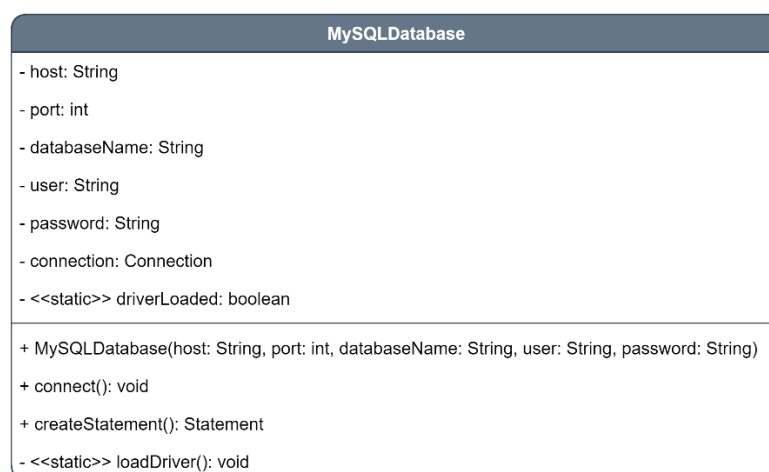 MySQLDatabase
- host: String
- port: int
- databaseName: String
- user: String
- password: String
- connection: Connection
- <<static>> driverLoaded: boolean
+ MySQLDatabase(host: String, port: int, databaseName: String, user: String, password: String)
+ connect(): void
+ createStatement(): Statement
- <<static>> loadDriver(): void